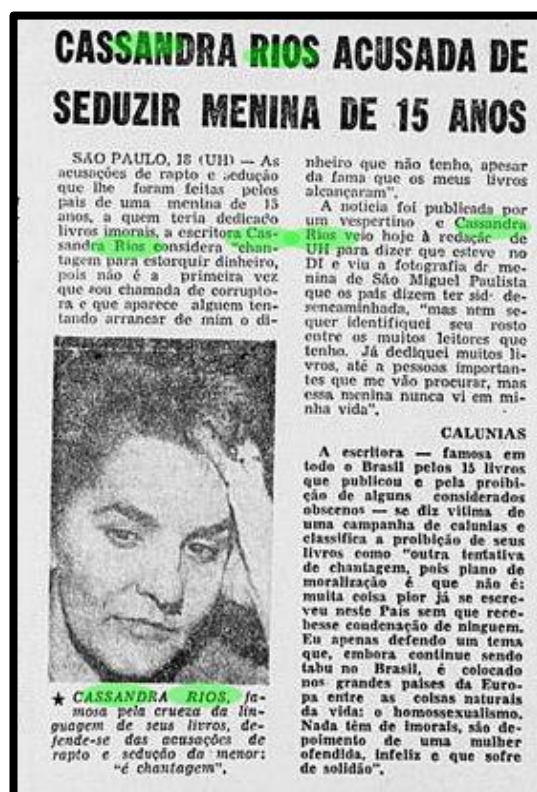 CASSANDRA RIOS ACUSADA DE
SEDUZIR MENINA DE 15 ANOS
SÃO PAULO, 18 (UH) — As
acusações de rapto e sedução
que lhe foram feitas pelos
pais de uma menina de 15
anos, a quem teria dedicado
livros imorais, a escritora Cas-
sandra Rios considera "chan-
tagem para estorquir dinheiro,
pois não é a primeira vez
que sou chamada de corrupto-
ra e que aparece alguem ten-
tando arrancar de mim o di-
nheiro que não tenho, apesar
da fama que os meus livros
alcançaram".
A noticia foi publicada por
um vespertino e Cassandra
Rios veio hoje à redação de
UH para dizer que esteve no
DI e viu a fotografia de me-
nina de São Miguel Paulista
que os pais dizem ter sid- de-
sencaminhada, "mas nem se-
quer identifiquei seu rosto
entre os muitos leitores que
tenho. Já dediquei muitos li-
vros, até a pessoas importan-
tes que me vão procurar, mas
essa menina nunca vi em mi-
nha vida".
CALUNIAS
A escritora — famosa em
todo o Brasil pelos 15 livros
que publicou e pela proibi-
ção de alguns considerados
obscenos — se diz vitima de
uma campanha de calunias e
classifica a proibição de seus
livros como "outra tentativa
de chantagem, pois plano de
moralização é que não é:
muita coisa pior já se escre-
veu neste País sem que rece-
besse condenação de ninguem.
Eu apenas defendo um tema
que, embora continue sendo
tabu no Brasil, é colocado
nos grandes países da Euro-
pa entre as coisas naturais
da vida: o homossexualismo.
Nada têm de imorais, são de-
poimento de uma mulher
ofendida, infeliz e que sofre
de solidão".
★ CASSANDRA RIOS, fa-
mosa pela crueza da lin-
guagem de seus livros, de-
fende-se das acusações de
rapto e sedução da menor:
"é chantagem".